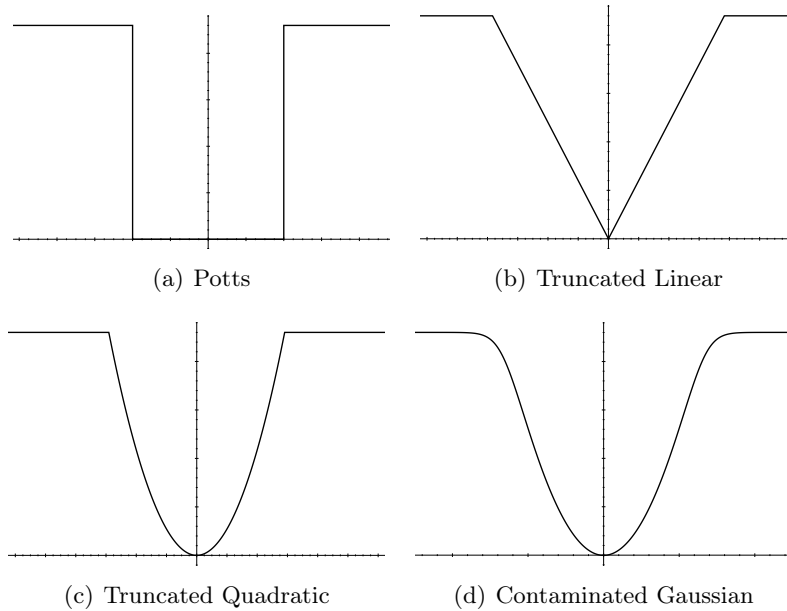 (a) Potts
(b) Truncated Linear
(c) Truncated Quadratic
(d) Contaminated Gaussian